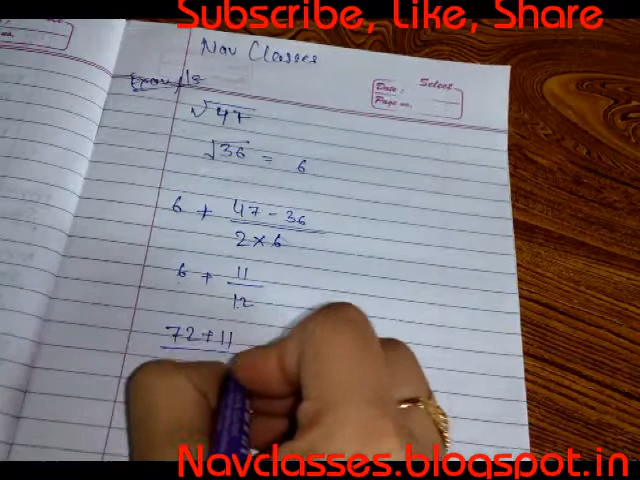 Subscribe, Like, Share
Nav Classes
Select
Date :
Page no.
√47
√36 = 6
6 + 47 - 36
2 × 6
6 + 11
12
72 + 11
Navclasses.blogspot.in